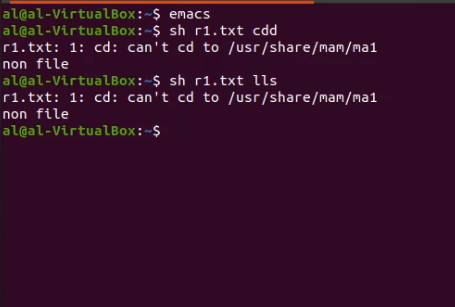 al@al-VirtualBox:~$ emacs
al@al-VirtualBox:~$ sh r1.txt cdd
r1.txt: 1: cd: can't cd to /usr/share/mam/ma1
non file
al@al-VirtualBox:~$ sh r1.txt lls
r1.txt: 1: cd: can't cd to /usr/share/mam/ma1
non file
al@al-VirtualBox:~$